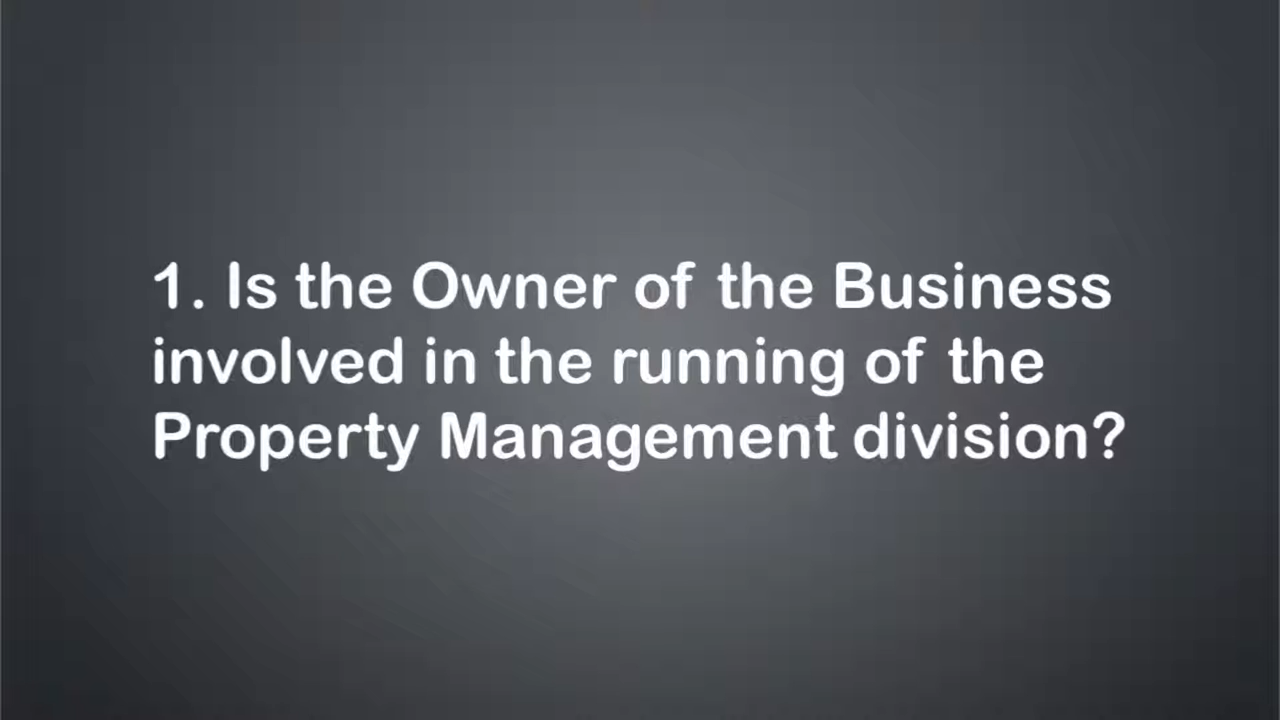 1. Is the Owner of the Business
involved in the running of the
Property Management division?